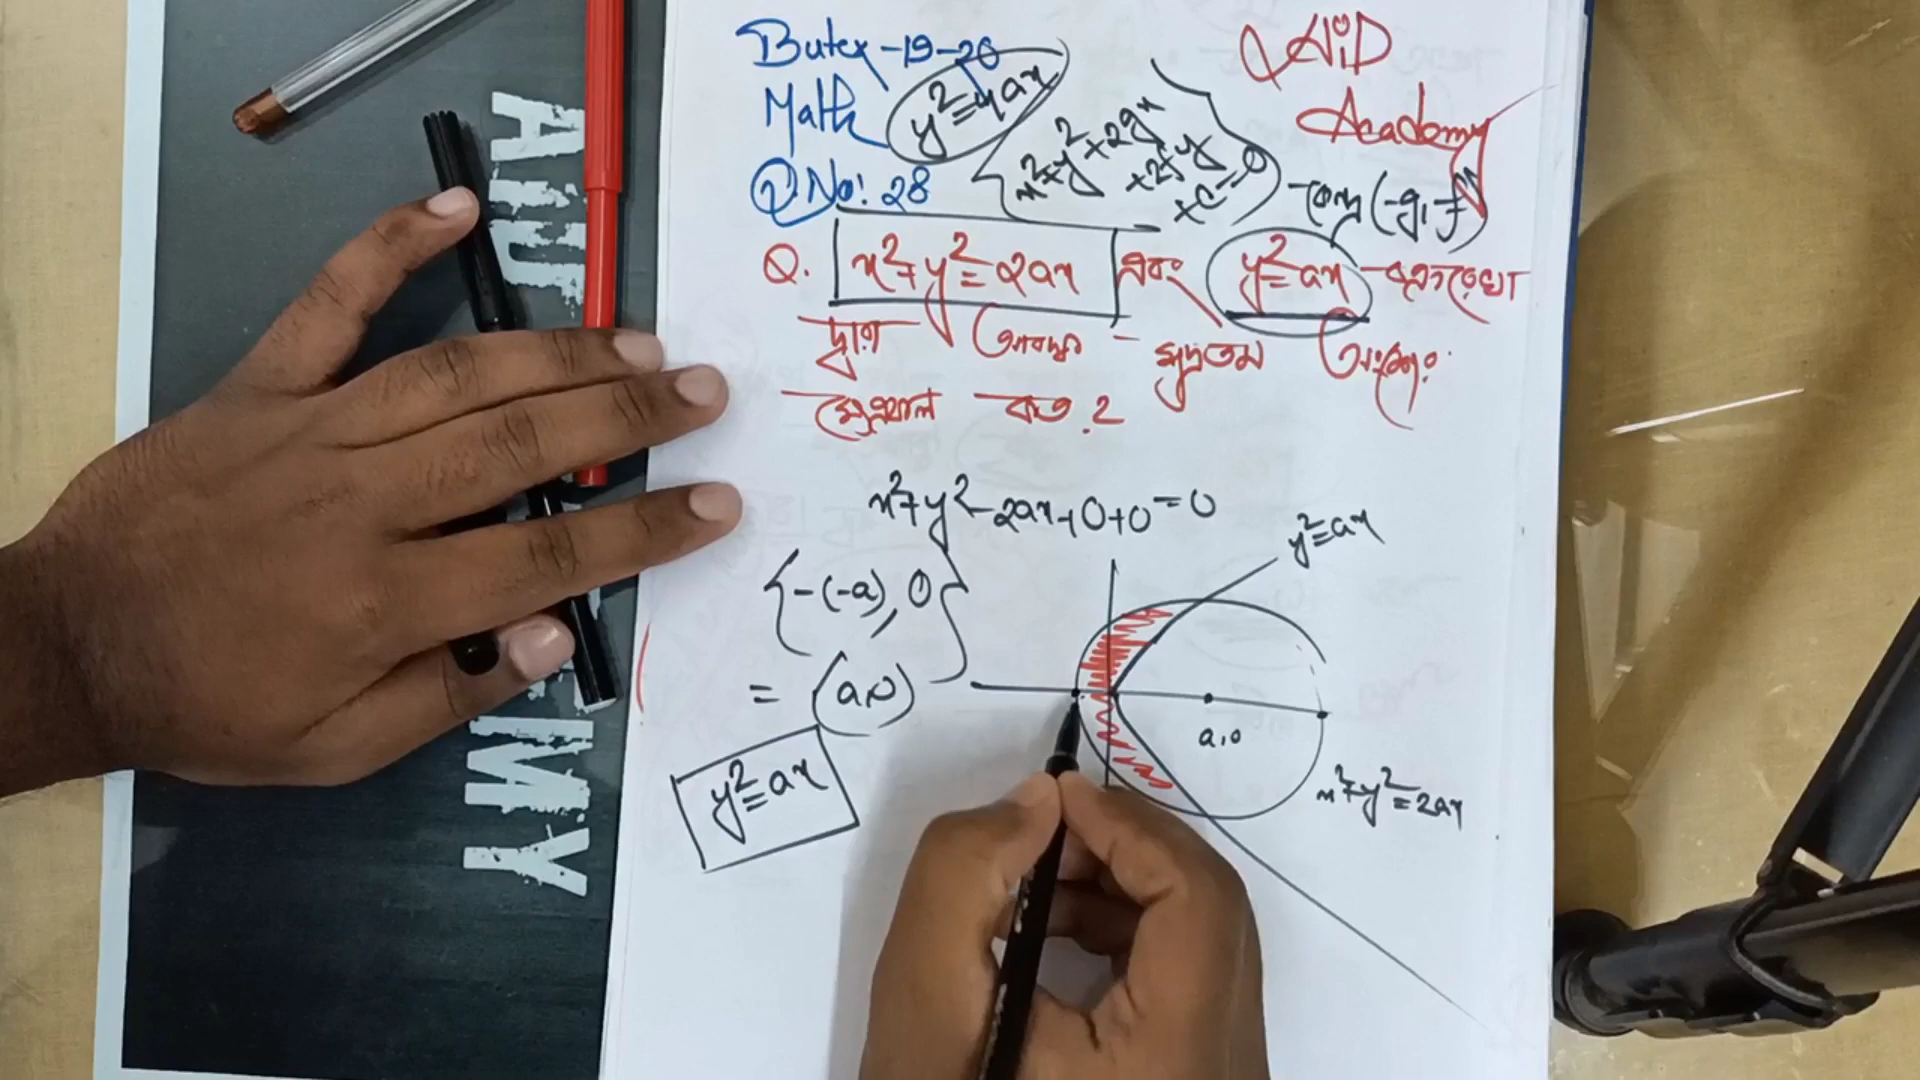 Butex-19-20
Math
Q No: 28
y²=4ax
x²+y²+2gx
+2fy
+c=0
কেন্দ্র (-g, -f)
AiD
Academy
Q. x²+y²=2ax এবং y²=ax বক্ররেখা
দ্বারা আবদ্ধ ক্ষুদ্রতম অংশের
ক্ষেত্রফল কত?
x²+y²-2ax+0+0=0
{-(-a), 0}
= (a,0)
y²=ax
y²=ax
a,0
x²+y²=2ax
MY